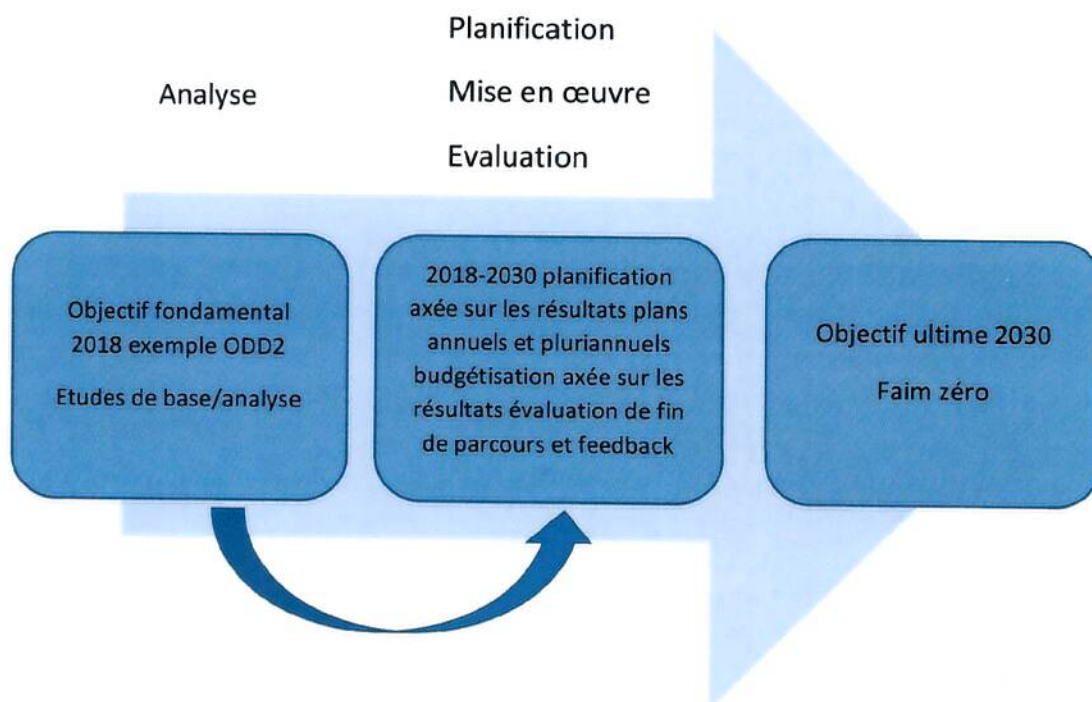 Analyse
Planification
Mise en œuvre
Evaluation
Objectif fondamental
2018 exemple ODD2
Etudes de base/analyse
2018-2030 planification
axée sur les résultats plans
annuels et pluriannuels
budgétisation axée sur les
résultats évaluation de fin
de parcours et feedback
Objectif ultime 2030
Faim zéro